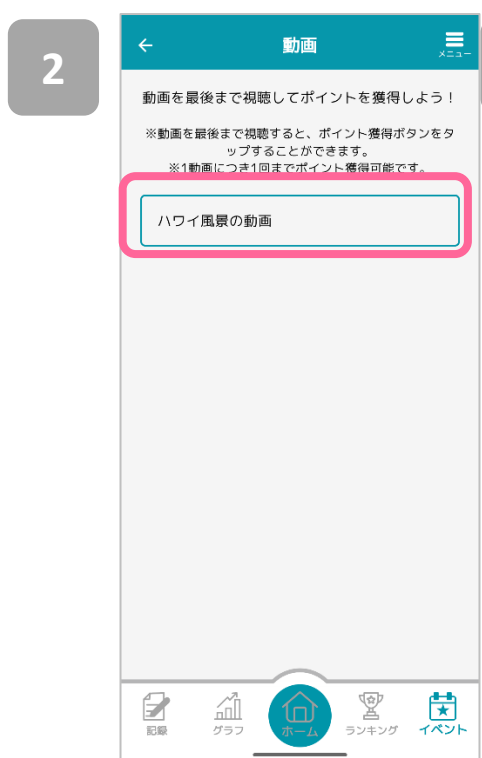 2
動画
メニュー
動画を最後まで視聴してポイントを獲得しよう！
※動画を最後まで視聴すると、ポイント獲得ボタンをタ
ップすることができます。
※1動画につき1回までポイント獲得可能です。
ハワイ風景の動画
記録
グラフ
ホーム
ランキング
イベント